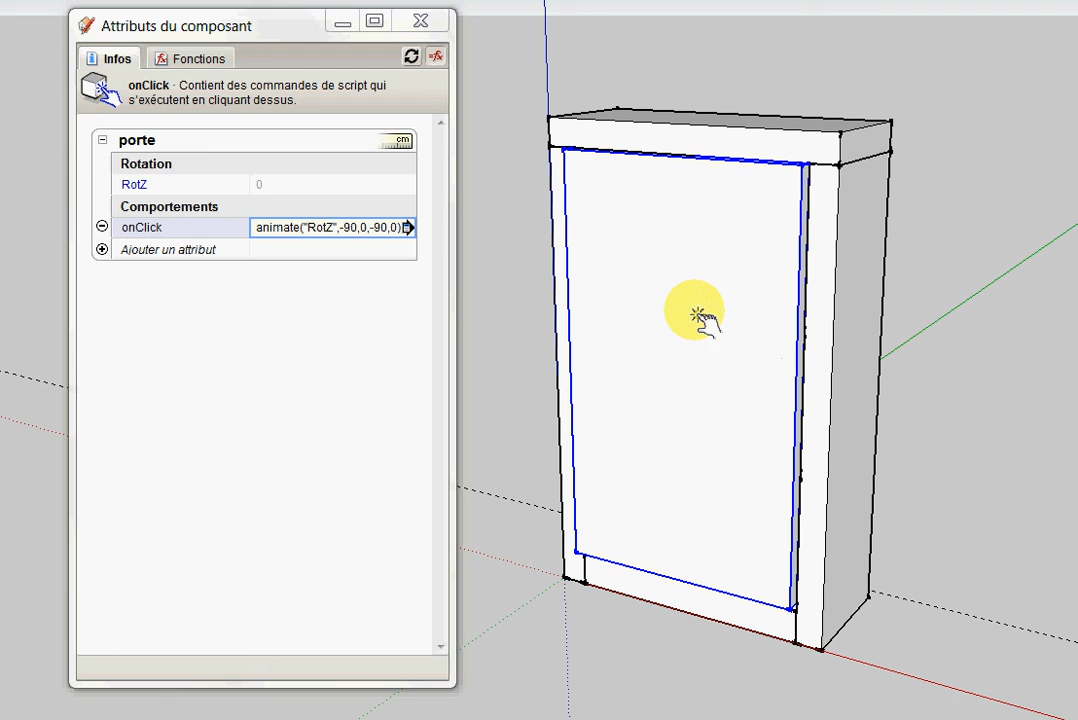 Attributs du composant
Infos
Fonctions
=fx
onClick · Contient des commandes de script qui
s'exécutent en cliquant dessus.
porte
cm
Rotation
RotZ 0
Comportements
onClick animate("RotZ",-90,0,-90,0)
Ajouter un attribut